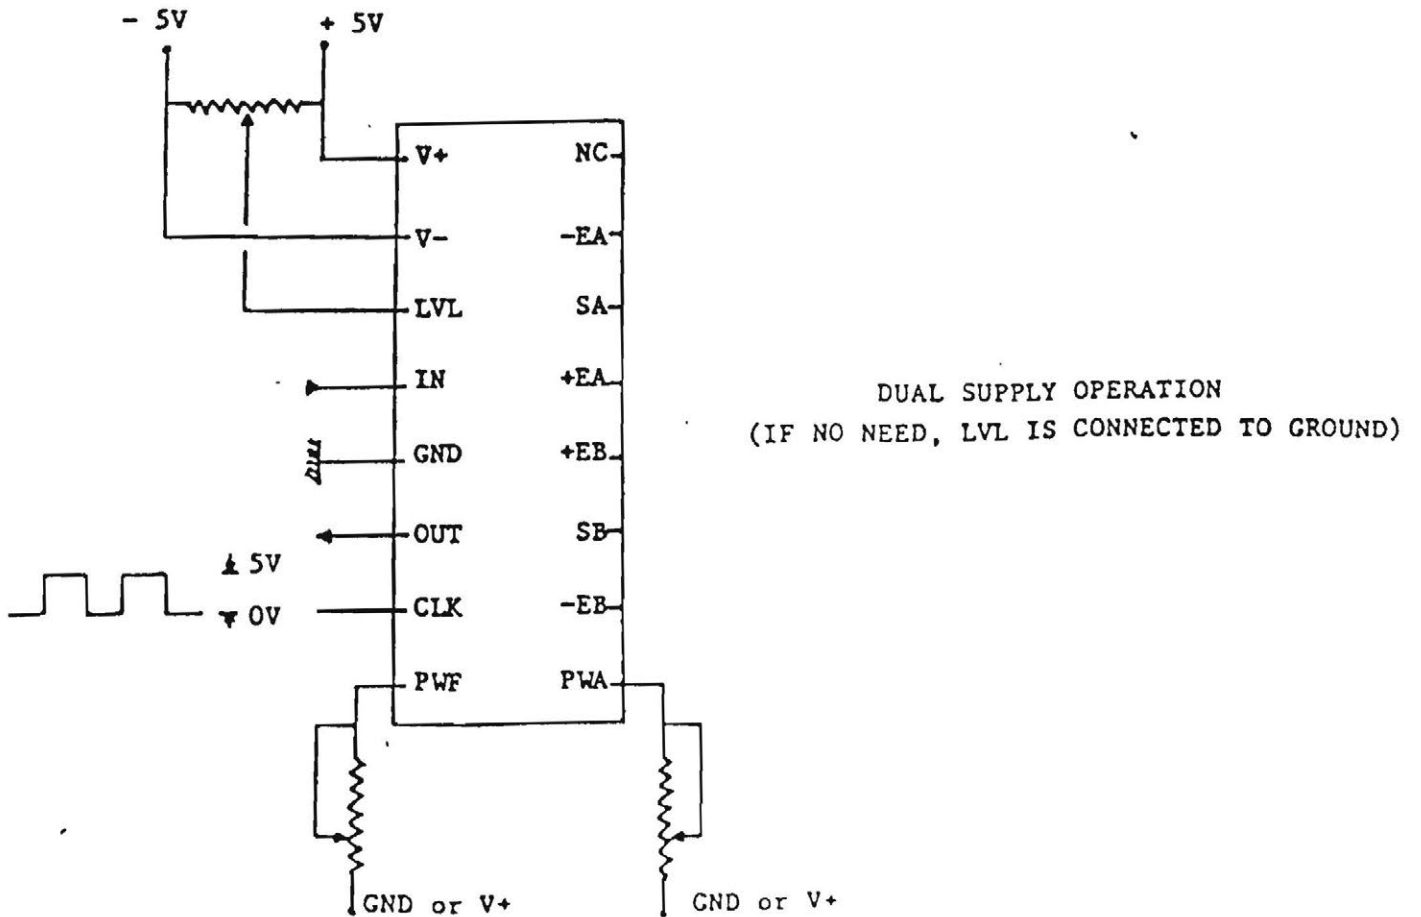 - 5V
+ 5V
V+
NC
V-
-EA
LVL
SA
IN
+EA
GND
+EB
OUT
SB
5V
CLK
-EB
0V
PWF
PWA
DUAL SUPPLY OPERATION
(IF NO NEED, LVL IS CONNECTED TO GROUND)
GND or V+
GND or V+